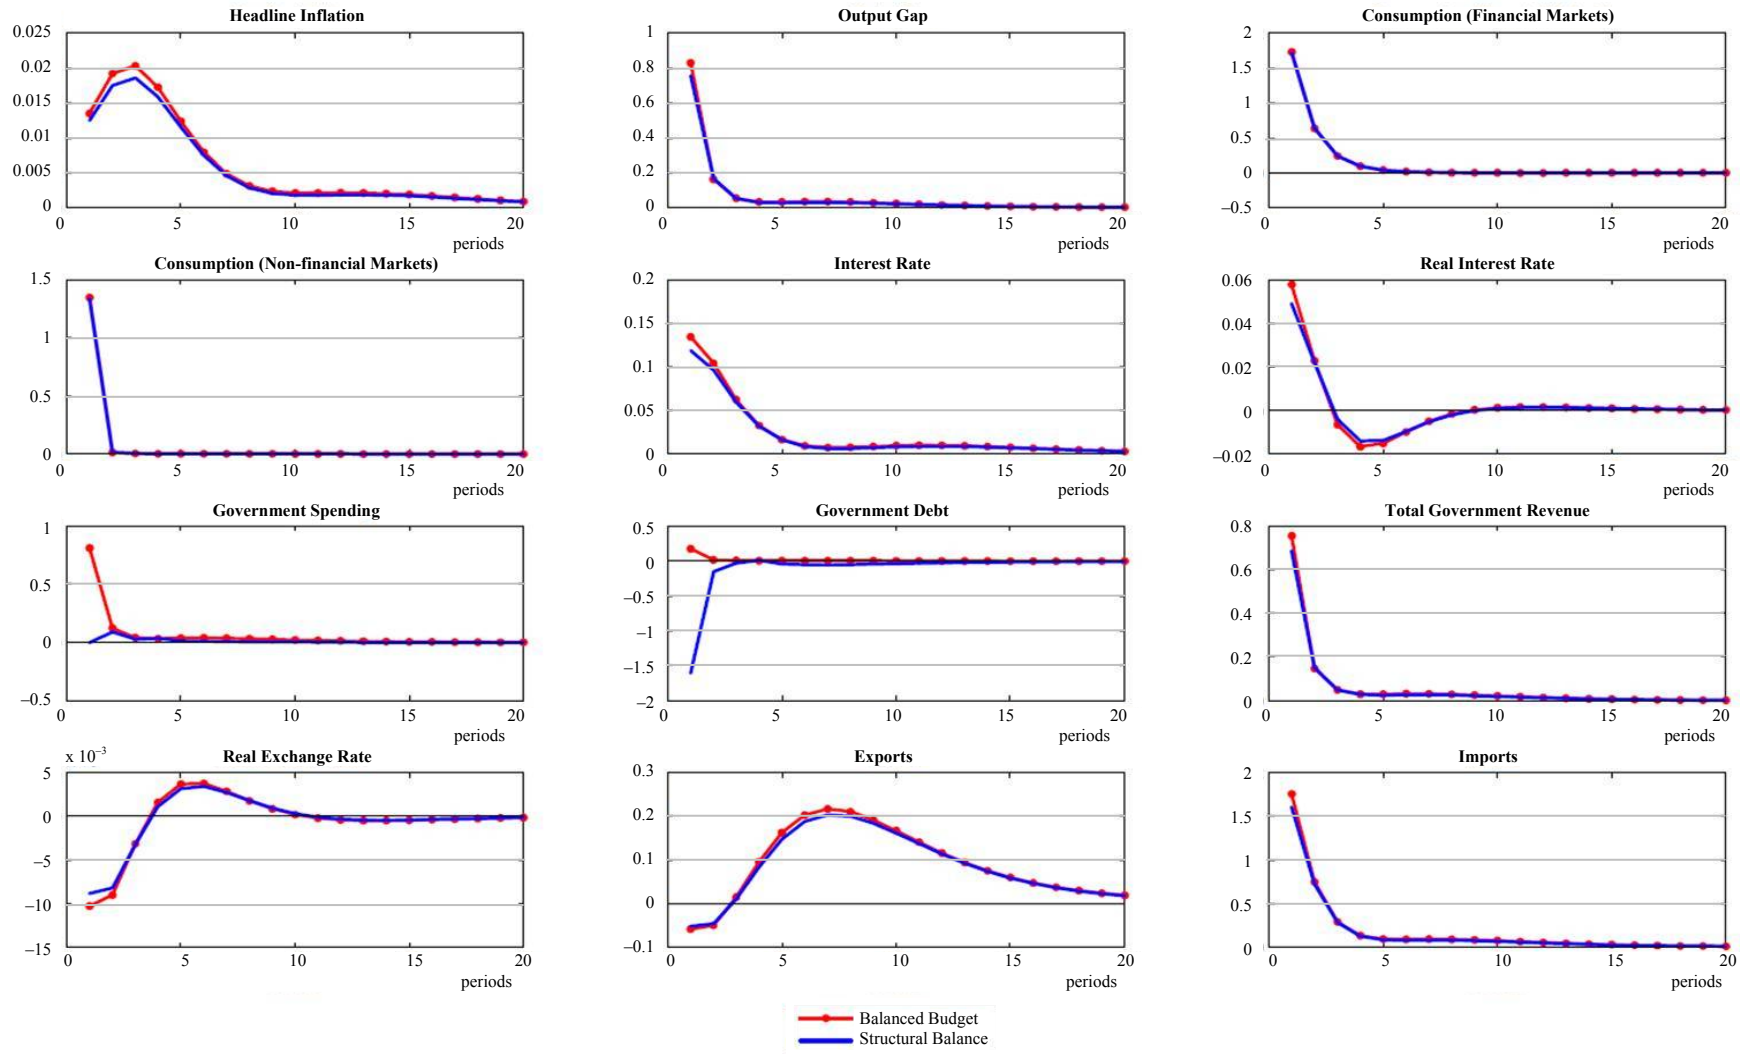 Headline Inflation
0.025
0.02
0.015
0.01
0.005
0
0 5 10 15 20
periods
Output Gap
1
0.8
0.6
0.4
0.2
0
0 5 10 15 20
periods
Consumption (Financial Markets)
2
1.5
1
0.5
0
–0.5
0 5 10 15 20
periods
Consumption (Non-financial Markets)
1.5
1
0.5
0
0 5 10 15 20
periods
Interest Rate
0.2
0.15
0.1
0.05
0
0 5 10 15 20
periods
Real Interest Rate
0.06
0.04
0.02
0
–0.02
0 5 10 15 20
periods
Government Spending
1
0.5
0
–0.5
0 5 10 15 20
periods
Government Debt
0.5
0
–0.5
–1
–1.5
–2
0 5 10 15 20
periods
Total Government Revenue
0.8
0.6
0.4
0.2
0
0 5 10 15 20
periods
x 10–3
Real Exchange Rate
5
0
–5
–10
–15
0 5 10 15 20
periods
Exports
0.3
0.2
0.1
0
–0.1
0 5 10 15 20
periods
Imports
2
1.5
1
0.5
0
0 5 10 15 20
periods
Balanced Budget
Structural Balance